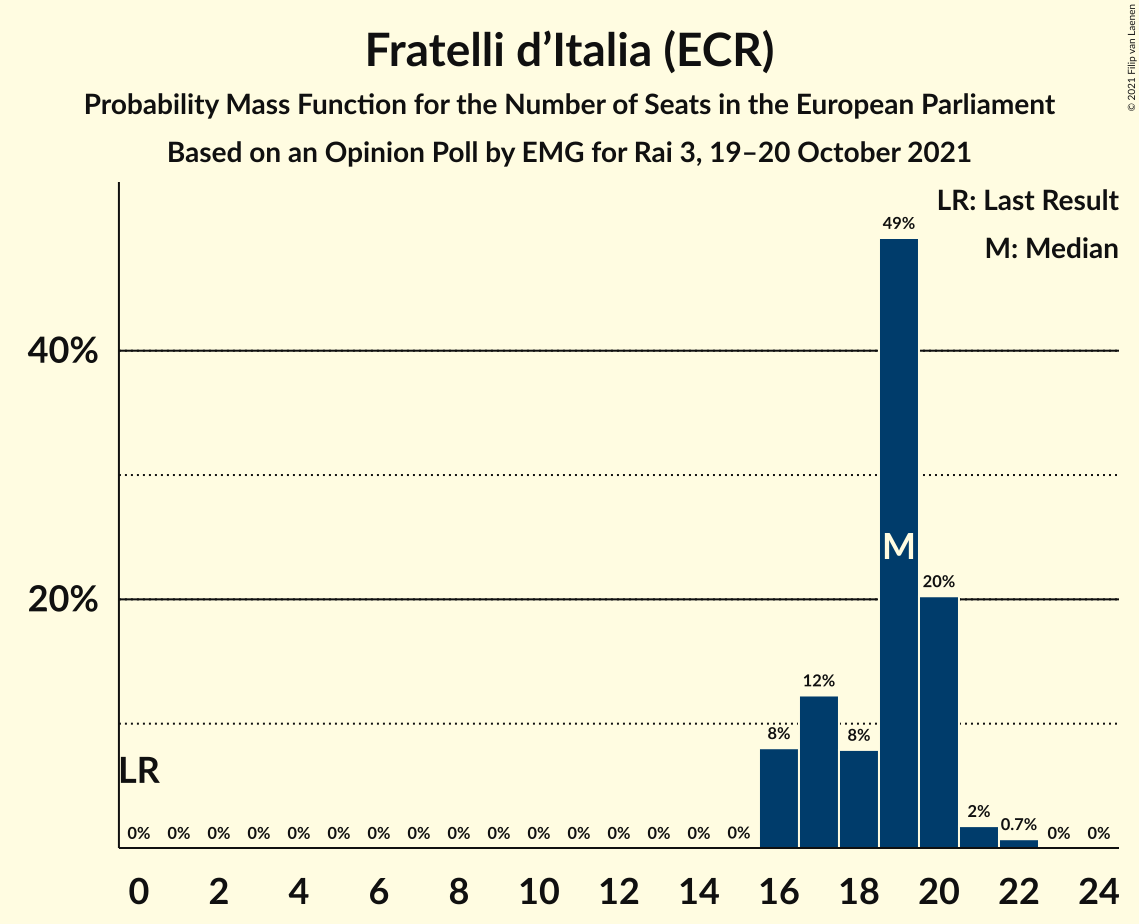 Fratelli d’Italia (ECR)
Probability Mass Function for the Number of Seats in the European Parliament
Based on an Opinion Poll by EMG for Rai 3, 19–20 October 2021
© 2021 Filip van Laenen
LR: Last Result
M: Median
40%
20%
LR
M
0% 0% 0% 0% 0% 0% 0% 0% 0% 0% 0% 0% 0% 0% 0% 0% 8% 12% 8% 49% 20% 2% 0.7% 0% 0%
0 2 4 6 8 10 12 14 16 18 20 22 24